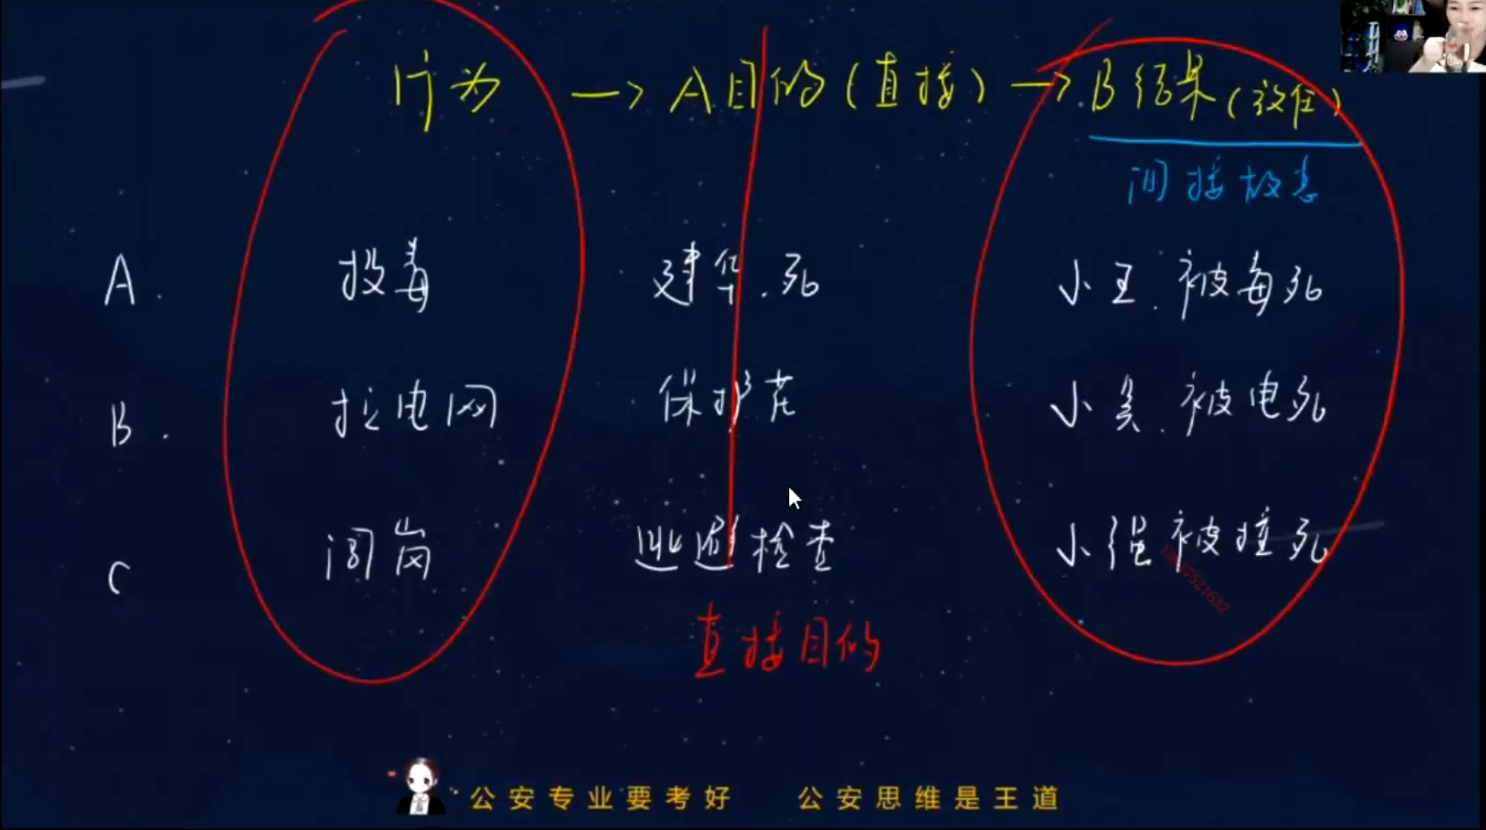 行为 → A目的(直接) → B结果(放任)
间接故意
A. 投毒 建华.死 小王.被毒死
B. 拉电网 保护花 小吴.被电死
C 闯岗 逃避检查 小强被撞死
直接目的
公安专业要考好 公安思维是王道